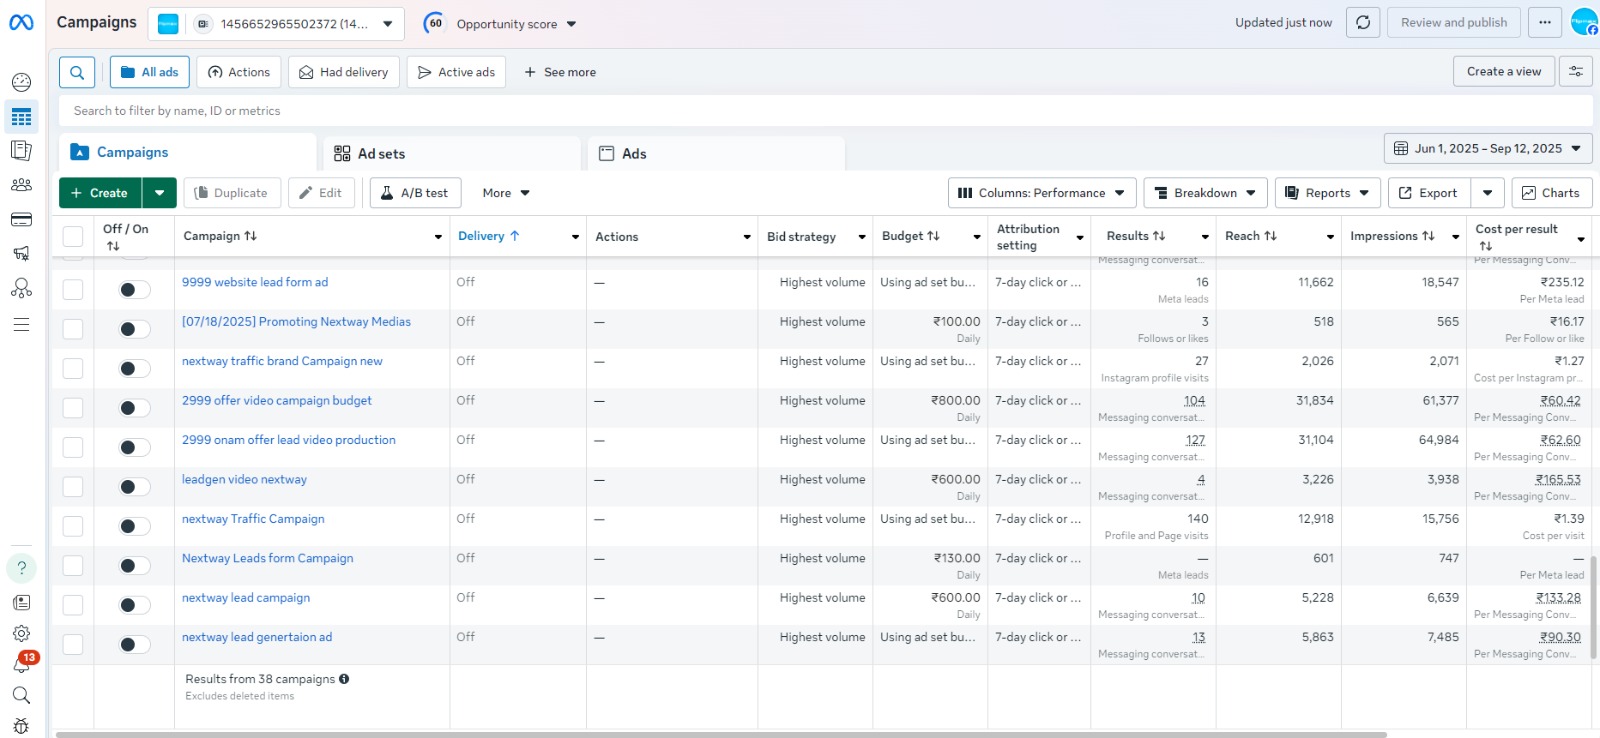 Campaigns
1456652965502372 (14...
60
Opportunity score
Updated just now
Review and publish
All ads
Actions
Had delivery
Active ads
See more
Create a view
Search to filter by name, ID or metrics
Campaigns
Ad sets
Ads
Jun 1, 2025 – Sep 12, 2025
Create
Duplicate
Edit
A/B test
More
Columns: Performance
Breakdown
Reports
Export
Charts
Off / On
Campaign
Delivery
Actions
Bid strategy
Budget
Attribution setting
Results
Reach
Impressions
Cost per result
Messaging conversat... Per Messaging Conv...
9999 website lead form ad Off — Highest volume Using ad set bu... 7-day click or ... 16 11,662 18,547 ₹235.12
Meta leads Per Meta lead
[07/18/2025] Promoting Nextway Medias Off — Highest volume ₹100.00 7-day click or ... 3 518 565 ₹16.17
Daily Follows or likes Per Follow or like
nextway traffic brand Campaign new Off — Highest volume Using ad set bu... 7-day click or ... 27 2,026 2,071 ₹1.27
Instagram profile visits Cost per Instagram pr...
2999 offer video campaign budget Off — Highest volume ₹800.00 7-day click or ... 104 31,834 61,377 ₹60.42
Daily Messaging conversat... Per Messaging Conv...
2999 onam offer lead video production Off — Highest volume Using ad set bu... 7-day click or ... 127 31,104 64,984 ₹62.60
Messaging conversat... Per Messaging Conv...
leadgen video nextway Off — Highest volume ₹600.00 7-day click or ... 4 3,226 3,938 ₹165.53
Daily Messaging conversat... Per Messaging Conv...
nextway Traffic Campaign Off — Highest volume Using ad set bu... 7-day click or ... 140 12,918 15,756 ₹1.39
Profile and Page visits Cost per visit
Nextway Leads form Campaign Off — Highest volume ₹130.00 7-day click or ... — 601 747 —
Daily Meta leads Per Meta lead
nextway lead campaign Off — Highest volume ₹600.00 7-day click or ... 10 5,228 6,639 ₹133.28
Daily Messaging conversat... Per Messaging Conv...
nextway lead genertaion ad Off — Highest volume Using ad set bu... 7-day click or ... 13 5,863 7,485 ₹90.30
Messaging conversat... Per Messaging Conv...
Results from 38 campaigns
Excludes deleted items
13